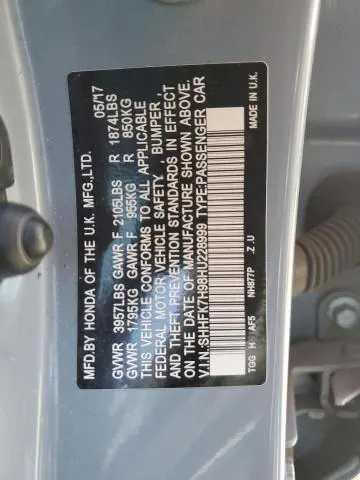 MFD.BY HONDA OF THE U.K. MFG.,LTD. 05/17
GVWR 3957LBS GAWR F 2105LBS R 1874LBS
GVWR 1795KG GAWR F 955KG R 850KG
THIS VEHICLE CONFORMS TO ALL APPLICABLE
FEDERAL MOTOR VEHICLE SAFETY , BUMPER ,
AND THEFT PREVENTION STANDARDS IN EFFECT
ON THE DATE OF MANUFACTURE SHOWN ABOVE.
V.I.N.:SHHFK7H98HU228999 TYPE:PASSENGER CAR
NH877P . Z . U MADE IN U.K.
TGG H AF5